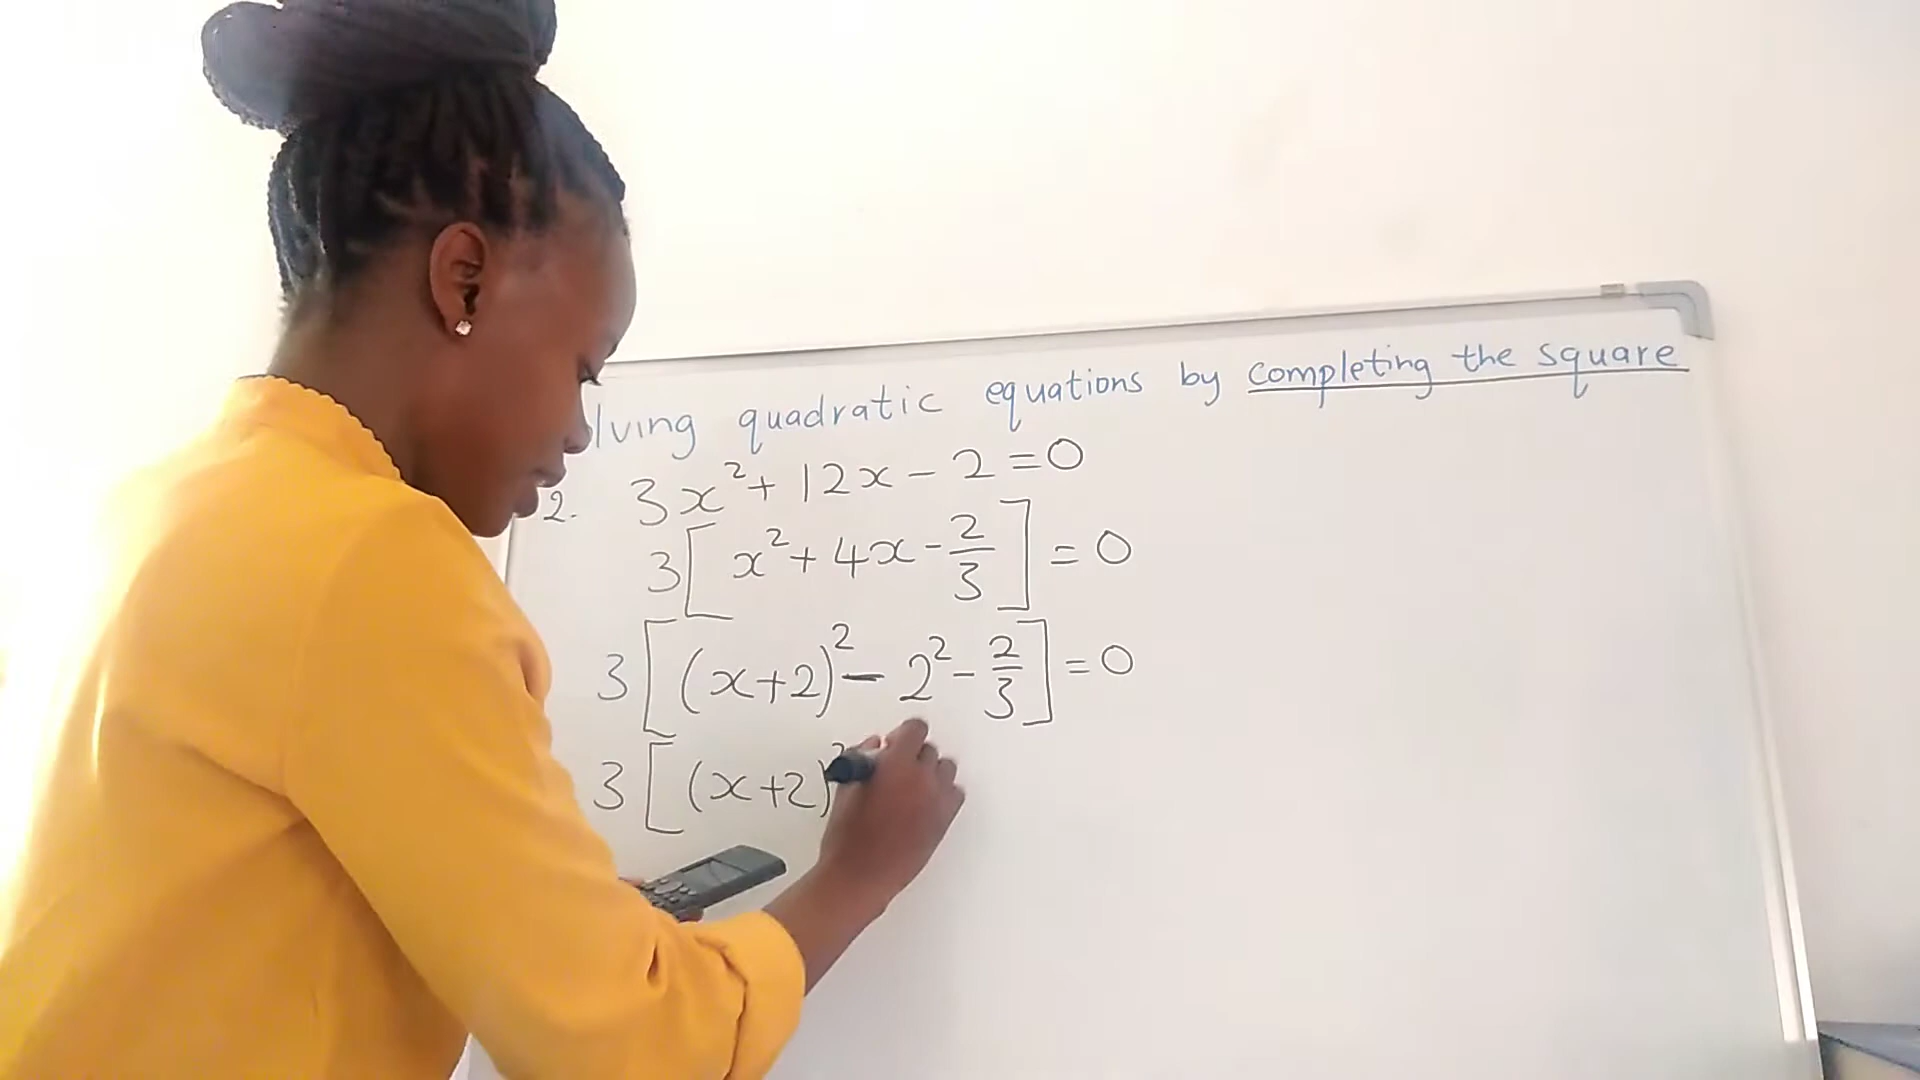 lving quadratic equations by completing the square
2. 3x²+ 12x - 2 = 0
3[x²+ 4x - 2/3] = 0
3[(x+2)² - 2² - 2/3] = 0
3[(x+2)²